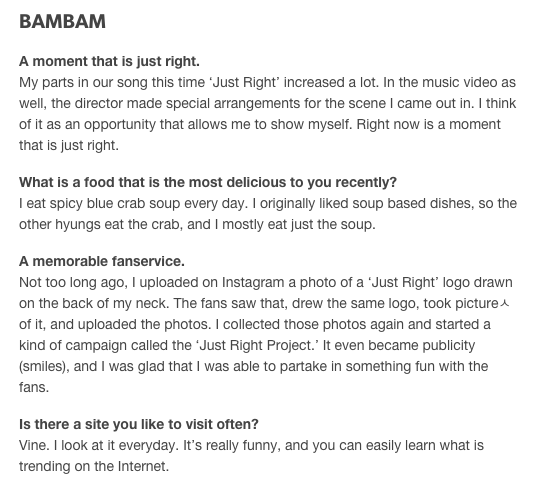 BAMBAM
A moment that is just right.
My parts in our song this time ‘Just Right’ increased a lot. In the music video as
well, the director made special arrangements for the scene I came out in. I think
of it as an opportunity that allows me to show myself. Right now is a moment
that is just right.
What is a food that is the most delicious to you recently?
I eat spicy blue crab soup every day. I originally liked soup based dishes, so the
other hyungs eat the crab, and I mostly eat just the soup.
A memorable fanservice.
Not too long ago, I uploaded on Instagram a photo of a ‘Just Right’ logo drawn
on the back of my neck. The fans saw that, drew the same logo, took pictureㅅ
of it, and uploaded the photos. I collected those photos again and started a
kind of campaign called the ‘Just Right Project.’ It even became publicity
(smiles), and I was glad that I was able to partake in something fun with the
fans.
Is there a site you like to visit often?
Vine. I look at it everyday. It’s really funny, and you can easily learn what is
trending on the Internet.